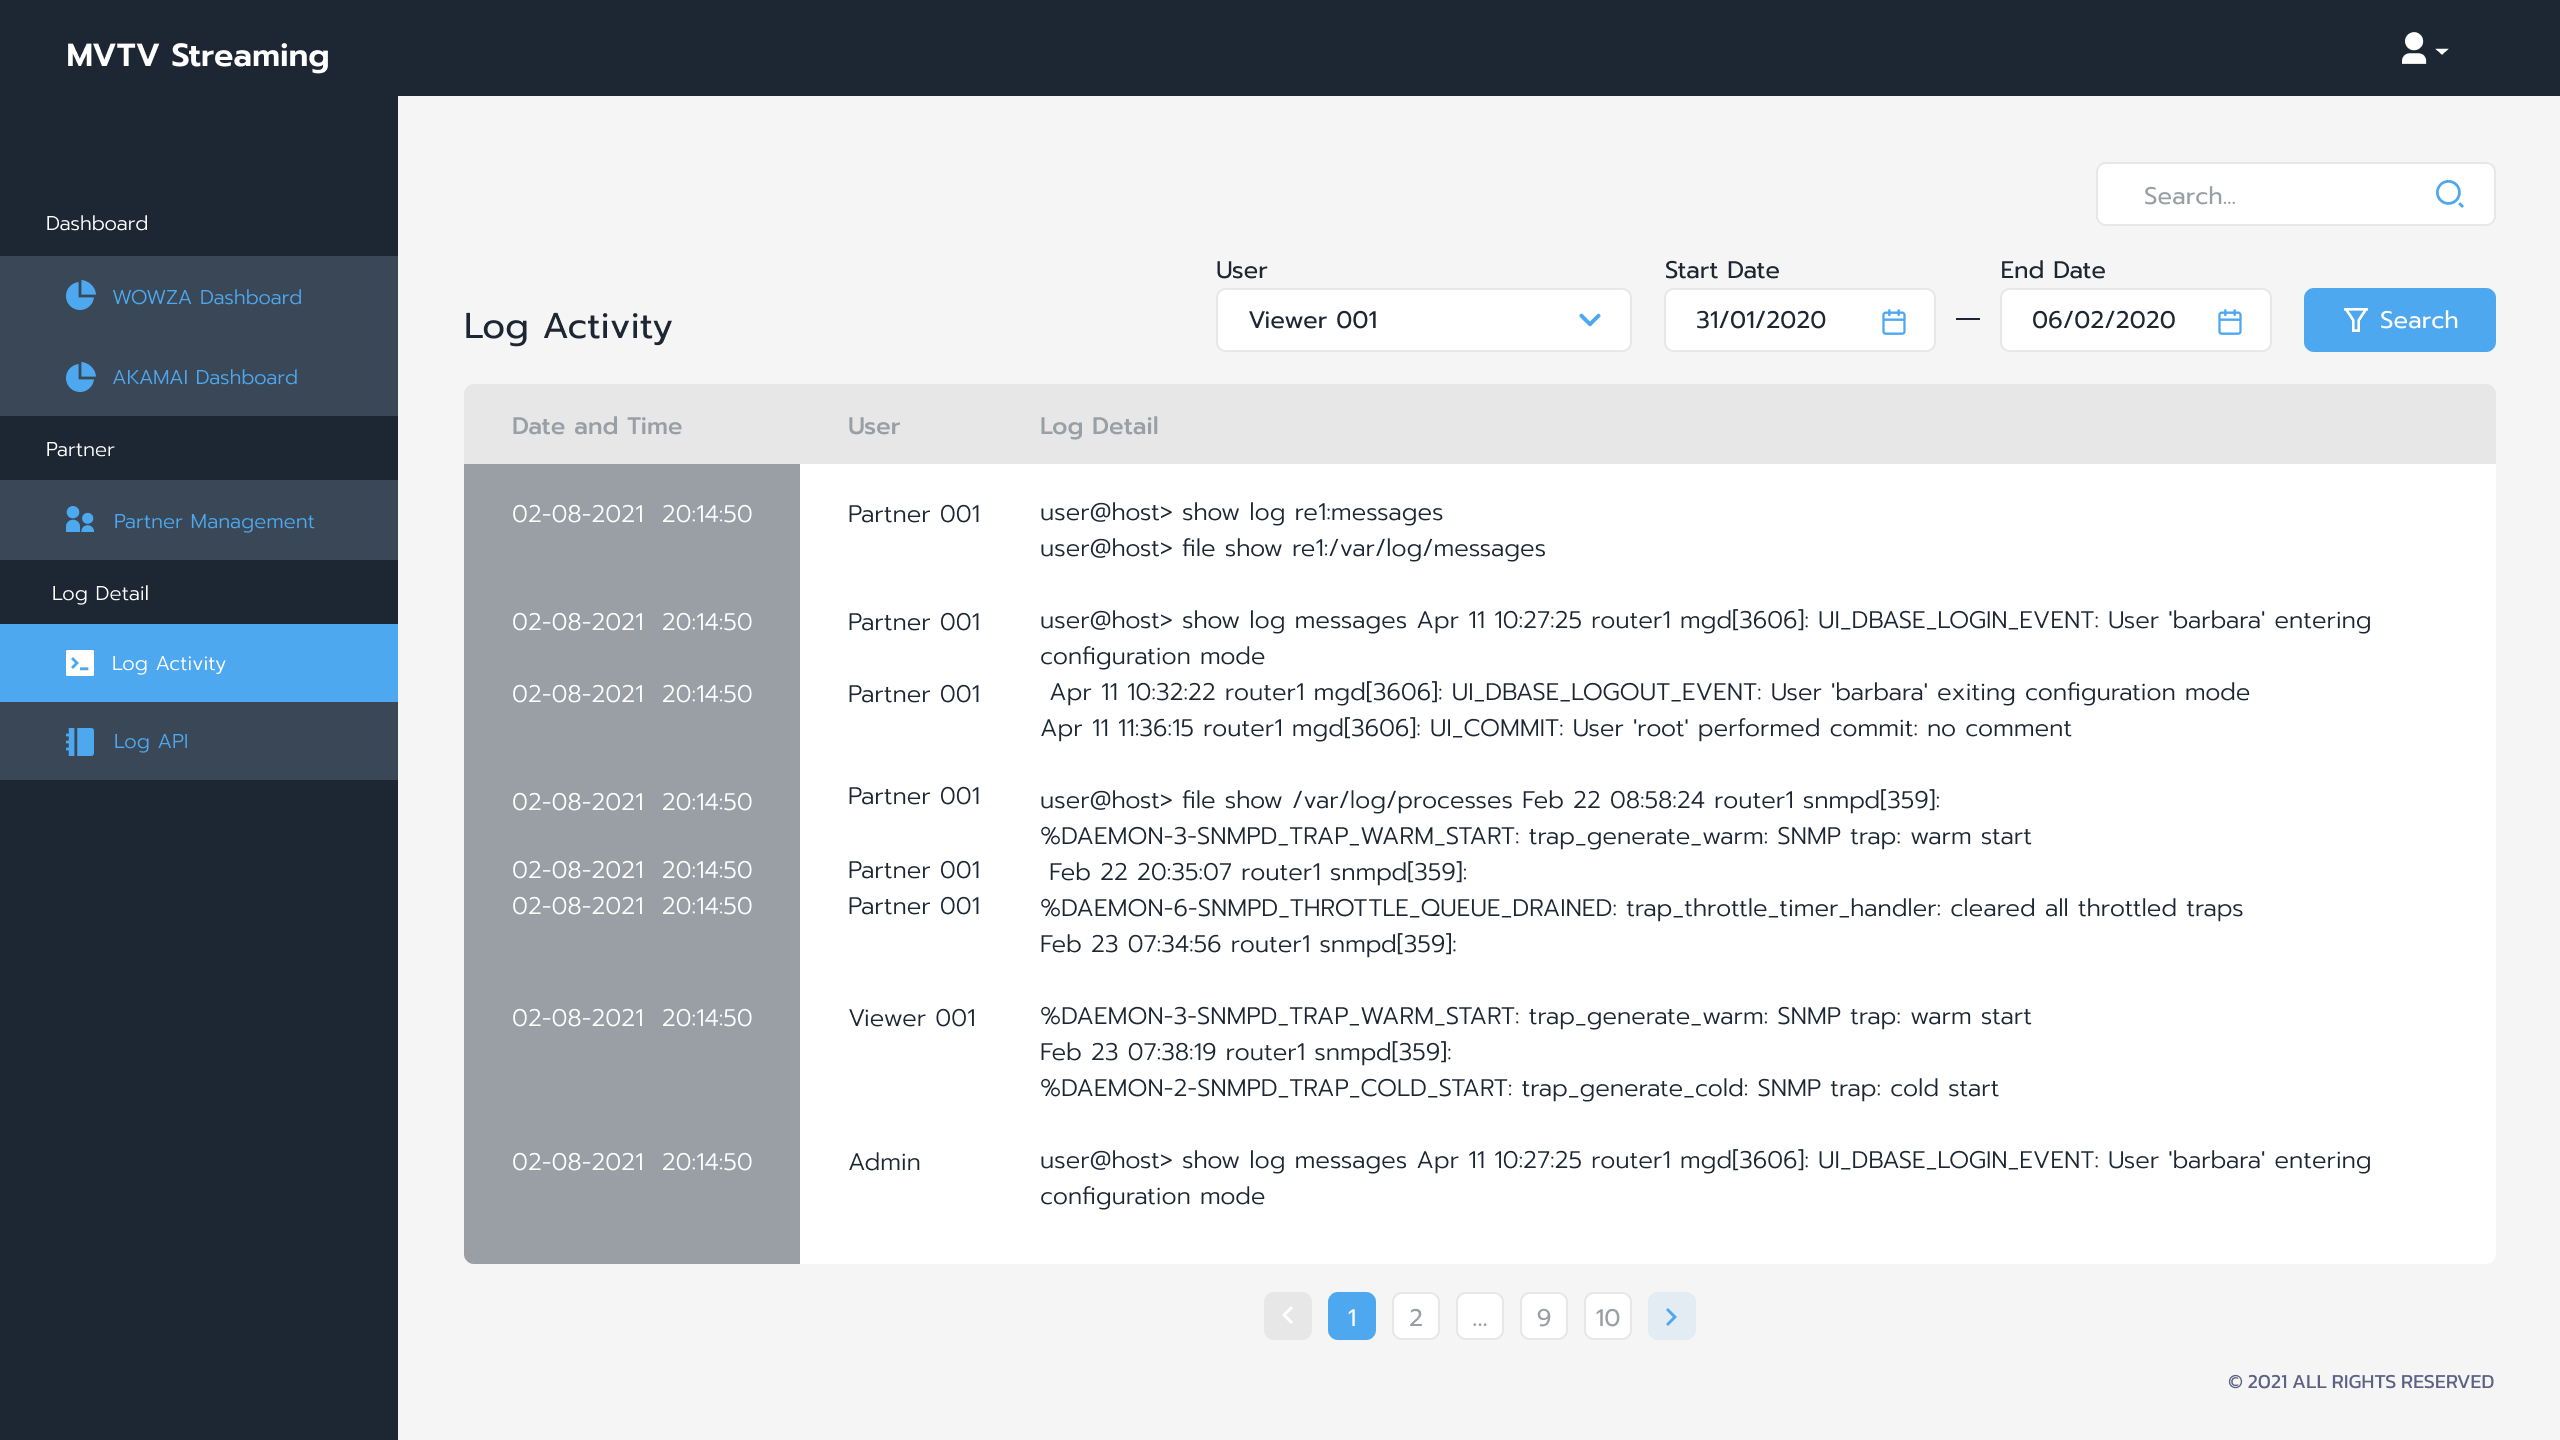 MVTV Streaming
Dashboard
WOWZA Dashboard
AKAMAI Dashboard
Partner
Partner Management
Log Detail
Log Activity
Log API
Search...
Log Activity
User
Viewer 001
Start Date
31/01/2020
—
End Date
06/02/2020
Search
Date and Time User Log Detail
02-08-2021 20:14:50 Partner 001 user@host> show log re1:messages
user@host> file show re1:/var/log/messages
02-08-2021 20:14:50 Partner 001 user@host> show log messages Apr 11 10:27:25 router1 mgd[3606]: UI_DBASE_LOGIN_EVENT: User 'barbara' entering
configuration mode
02-08-2021 20:14:50 Partner 001 Apr 11 10:32:22 router1 mgd[3606]: UI_DBASE_LOGOUT_EVENT: User 'barbara' exiting configuration mode
Apr 11 11:36:15 router1 mgd[3606]: UI_COMMIT: User 'root' performed commit: no comment
02-08-2021 20:14:50 Partner 001 user@host> file show /var/log/processes Feb 22 08:58:24 router1 snmpd[359]:
%DAEMON-3-SNMPD_TRAP_WARM_START: trap_generate_warm: SNMP trap: warm start
02-08-2021 20:14:50 Partner 001 Feb 22 20:35:07 router1 snmpd[359]:
02-08-2021 20:14:50 Partner 001 %DAEMON-6-SNMPD_THROTTLE_QUEUE_DRAINED: trap_throttle_timer_handler: cleared all throttled traps
Feb 23 07:34:56 router1 snmpd[359]:
02-08-2021 20:14:50 Viewer 001 %DAEMON-3-SNMPD_TRAP_WARM_START: trap_generate_warm: SNMP trap: warm start
Feb 23 07:38:19 router1 snmpd[359]:
%DAEMON-2-SNMPD_TRAP_COLD_START: trap_generate_cold: SNMP trap: cold start
02-08-2021 20:14:50 Admin user@host> show log messages Apr 11 10:27:25 router1 mgd[3606]: UI_DBASE_LOGIN_EVENT: User 'barbara' entering
configuration mode
1 2 ... 9 10
© 2021 ALL RIGHTS RESERVED